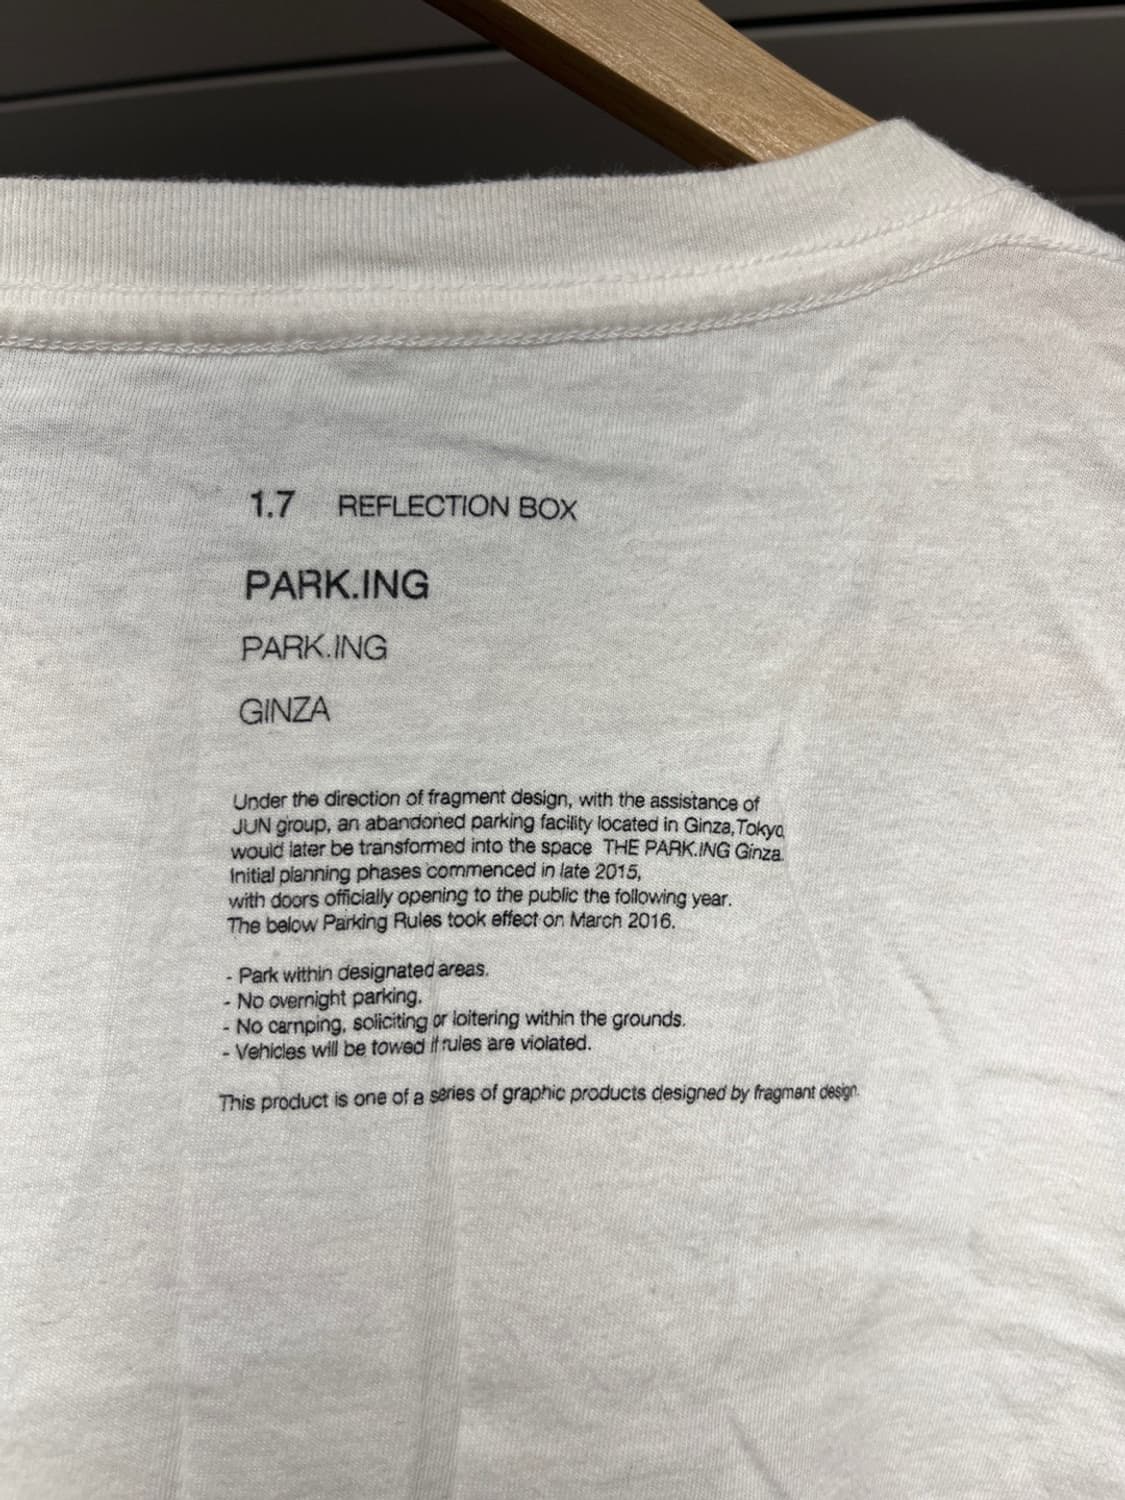 1.7 REFLECTION BOX
PARK.ING
PARK.ING
GINZA
Under the direction of fragment design, with the assistance of
JUN group, an abandoned parking facility located in Ginza,Tokyo,
would later be transformed into the space THE PARK.ING Ginza.
Initial planning phases commenced in late 2015,
with doors officially opening to the public the following year.
The below Parking Rules took effect on March 2016.
- Park within designated areas.
- No overnight parking.
- No camping, soliciting or loitering within the grounds.
- Vehicles will be towed if rules are violated.
This product is one of a series of graphic products designed by fragment design.